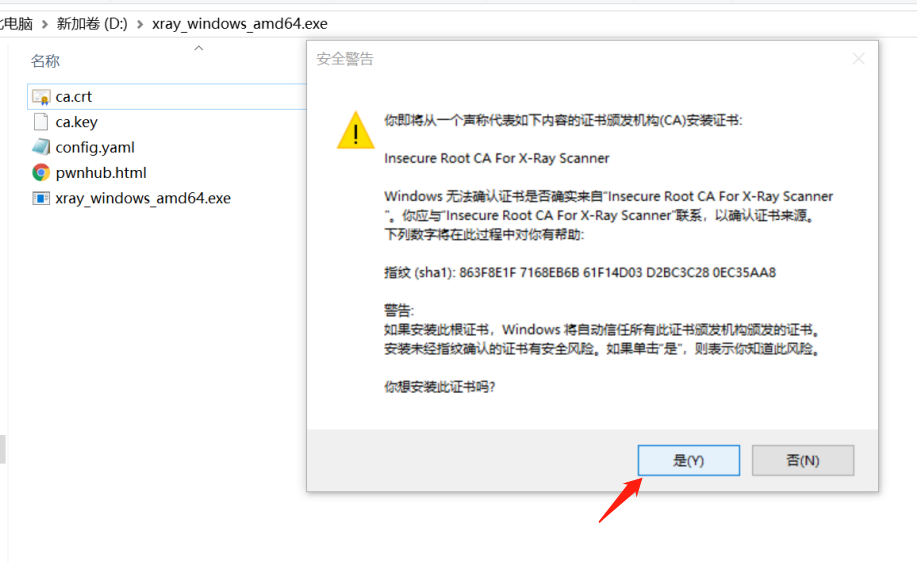 电脑 > 新加卷 (D:) > xray_windows_amd64.exe
名称
ca.crt
ca.key
config.yaml
pwnhub.html
xray_windows_amd64.exe
安全警告
你即将从一个声称代表如下内容的证书颁发机构(CA)安装证书:
Insecure Root CA For X-Ray Scanner
Windows 无法确认证书是否确实来自"Insecure Root CA For X-Ray Scanner
"。你应与"Insecure Root CA For X-Ray Scanner"联系，以确认证书来源。
下列数字将在此过程中对你有帮助:
指纹 (sha1): 863F8E1F 7168EB6B 61F14D03 D2BC3C28 0EC35AA8
警告:
如果安装此根证书，Windows 将自动信任所有此证书颁发机构颁发的证书。
安装未经指纹确认的证书有安全风险。如果单击"是"，则表示你知道此风险。
你想安装此证书吗?
是(Y)
否(N)